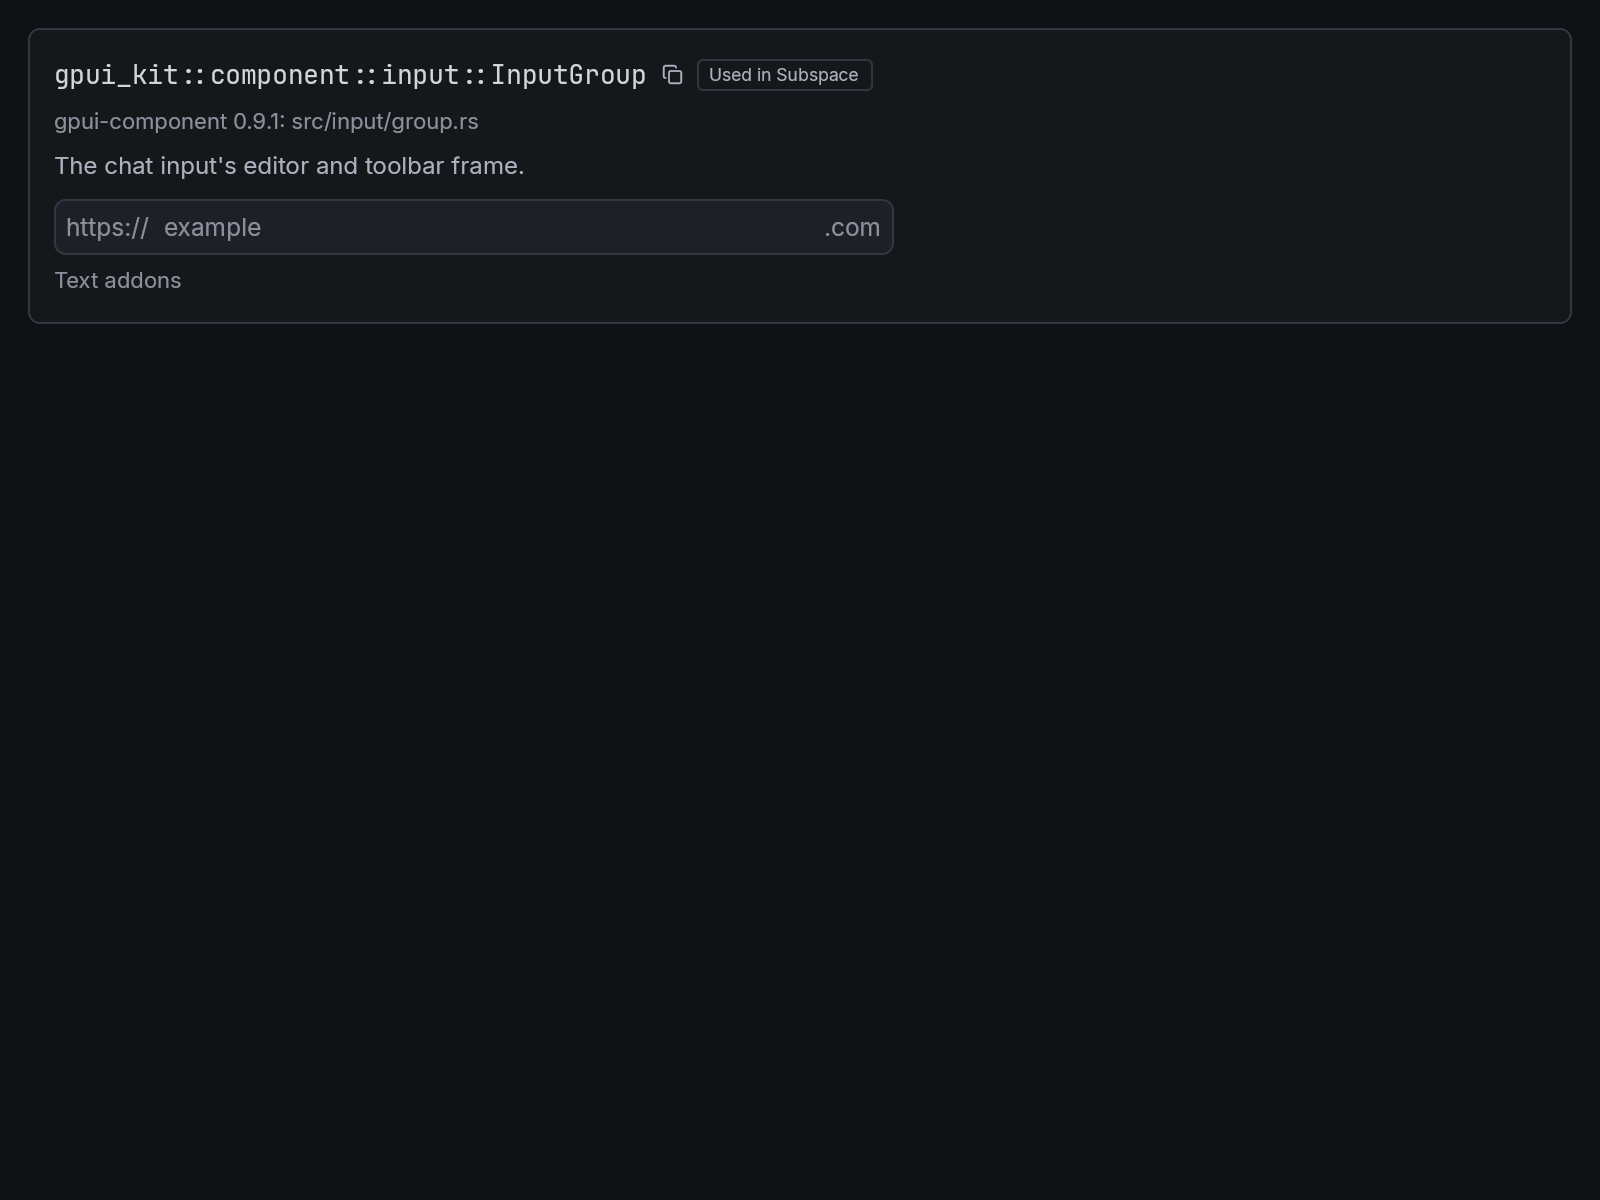 gpui_kit::component::input::InputGroup Used in Subspace
gpui-component 0.9.1: src/input/group.rs
The chat input's editor and toolbar frame.
https:// example .com
Text addons